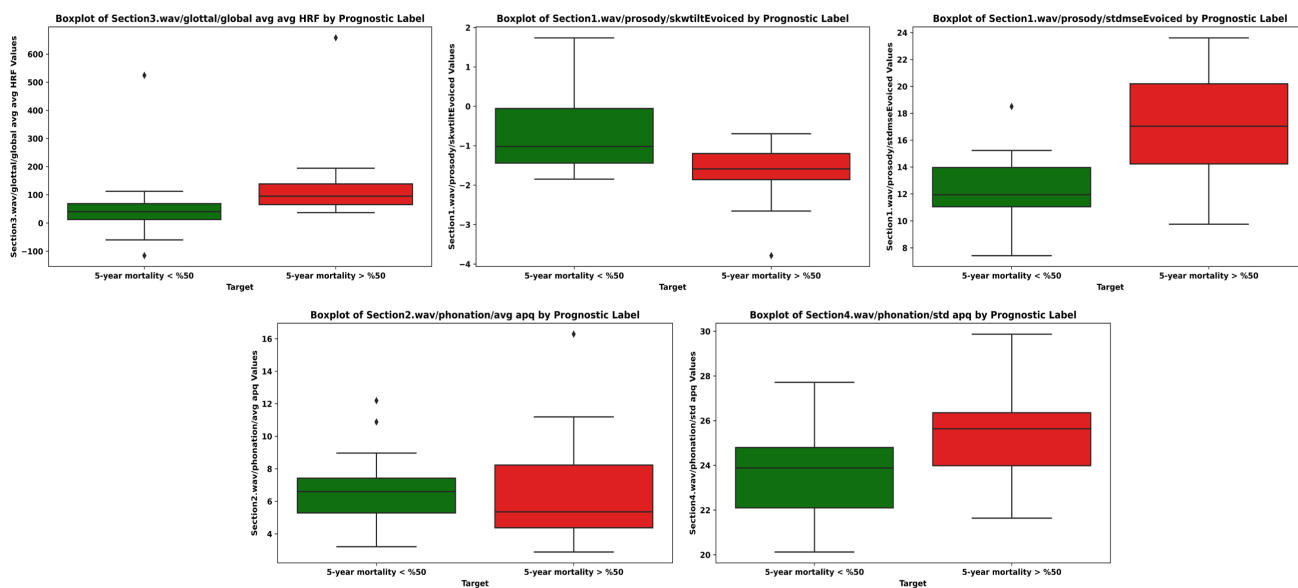 Boxplot of Section3.wav/glottal/global avg avg HRF by Prognostic Label
Section3.wav/glottal/global avg avg HRF Values
600
500
400
300
200
100
0
−100
5-year mortality < %50
5-year mortality > %50
Target
Boxplot of Section1.wav/prosody/skwtiltEvoiced by Prognostic Label
Section1.wav/prosody/skwtiltEvoiced Values
2
1
0
−1
−2
−3
−4
5-year mortality < %50
5-year mortality > %50
Target
Boxplot of Section1.wav/prosody/stdmseEvoiced by Prognostic Label
Section1.wav/prosody/stdmseEvoiced Values
24
22
20
18
16
14
12
10
8
5-year mortality < %50
5-year mortality > %50
Target
Boxplot of Section2.wav/phonation/avg apq by Prognostic Label
Section2.wav/phonation/avg apq Values
16
14
12
10
8
6
4
5-year mortality < %50
5-year mortality > %50
Target
Boxplot of Section4.wav/phonation/std apq by Prognostic Label
Section4.wav/phonation/std apq Values
30
28
26
24
22
20
5-year mortality < %50
5-year mortality > %50
Target